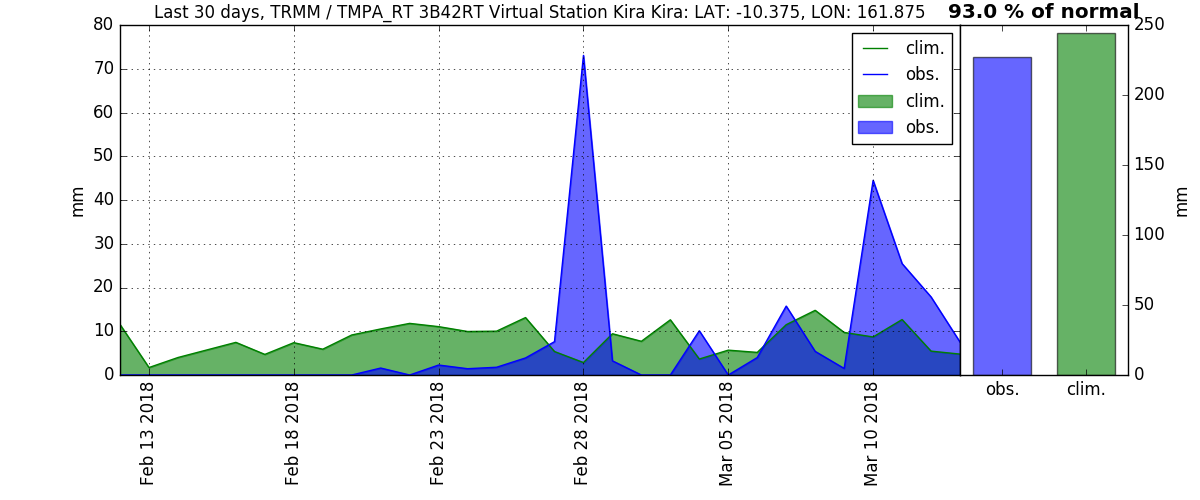 Last 30 days, TRMM / TMPA_RT 3B42RT Virtual Station Kira Kira: LAT: -10.375, LON: 161.875
93.0 % of normal
80
70
60
50
40
30
20
10
0
mm
clim.
obs.
clim.
obs.
Feb 13 2018
Feb 18 2018
Feb 23 2018
Feb 28 2018
Mar 05 2018
Mar 10 2018
250
200
150
100
50
0
mm
obs.
clim.